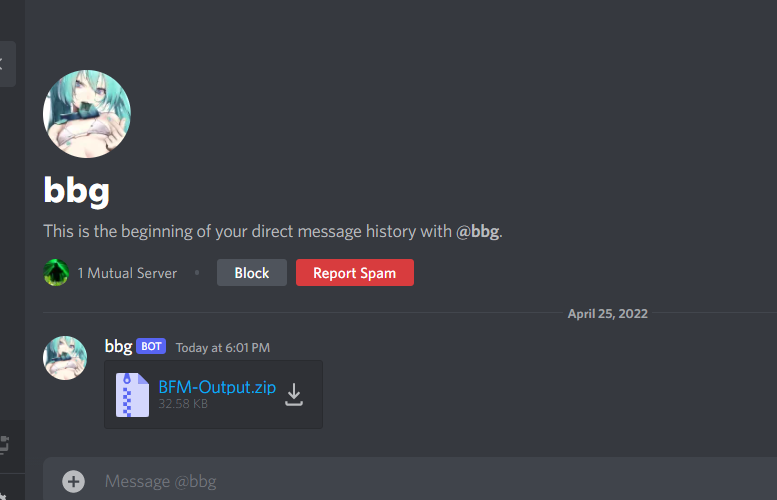 bbg
This is the beginning of your direct message history with @bbg.
1 Mutual Server
Block
Report Spam
April 25, 2022
bbg BOT Today at 6:01 PM
BFM-Output.zip
32.58 KB
Message @bbg